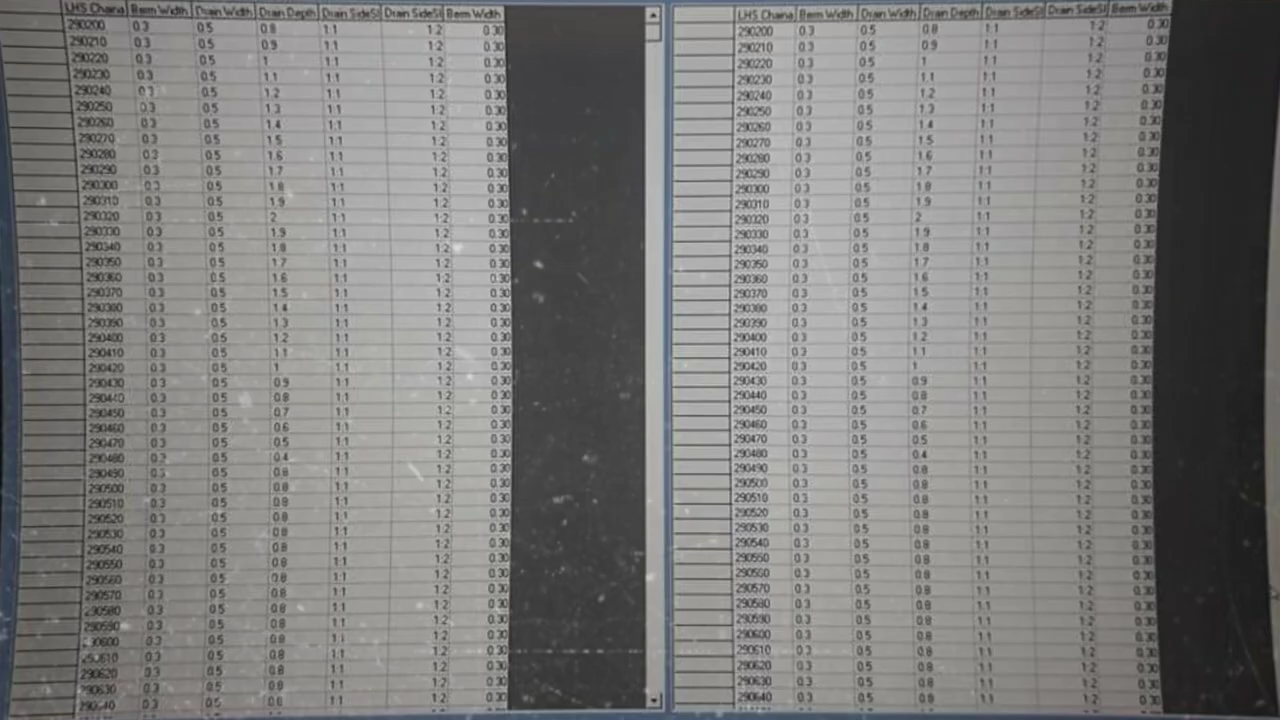 LHS Chaina Berm Width Drain Width Drain Depth Drain SideSl Drain SideSl Berm Width
290200 0.3 0.5 0.8 1:1 1:2 0.30
290210 0.3 0.5 0.9 1:1 1:2 0.30
290220 0.3 0.5 1 1:1 1:2 0.30
290230 0.3 0.5 1.1 1:1 1:2 0.30
290240 0.3 0.5 1.2 1:1 1:2 0.30
290250 0.3 0.5 1.3 1:1 1:2 0.30
290260 0.3 0.5 1.4 1:1 1:2 0.30
290270 0.3 0.5 1.5 1:1 1:2 0.30
290280 0.3 0.5 1.6 1:1 1:2 0.30
290290 0.3 0.5 1.7 1:1 1:2 0.30
290300 0.3 0.5 1.8 1:1 1:2 0.30
290310 0.3 0.5 1.9 1:1 1:2 0.30
290320 0.3 0.5 2 1:1 1:2 0.30
290330 0.3 0.5 1.9 1:1 1:2 0.30
290340 0.3 0.5 1.8 1:1 1:2 0.30
290350 0.3 0.5 1.7 1:1 1:2 0.30
290360 0.3 0.5 1.6 1:1 1:2 0.30
290370 0.3 0.5 1.5 1:1 1:2 0.30
290380 0.3 0.5 1.4 1:1 1:2 0.30
290390 0.3 0.5 1.3 1:1 1:2 0.30
290400 0.3 0.5 1.2 1:1 1:2 0.30
290410 0.3 0.5 1.1 1:1 1:2 0.30
290420 0.3 0.5 1 1:1 1:2 0.30
290430 0.3 0.5 0.9 1:1 1:2 0.30
290440 0.3 0.5 0.8 1:1 1:2 0.30
290450 0.3 0.5 0.7 1:1 1:2 0.30
290460 0.3 0.5 0.6 1:1 1:2 0.30
290470 0.3 0.5 0.5 1:1 1:2 0.30
290480 0.3 0.5 0.4 1:1 1:2 0.30
290490 0.3 0.5 0.8 1:1 1:2 0.30
290500 0.3 0.5 0.8 1:1 1:2 0.30
290510 0.3 0.5 0.8 1:1 1:2 0.30
290520 0.3 0.5 0.8 1:1 1:2 0.30
290530 0.3 0.5 0.8 1:1 1:2 0.30
290540 0.3 0.5 0.8 1:1 1:2 0.30
290550 0.3 0.5 0.8 1:1 1:2 0.30
290560 0.3 0.5 0.8 1:1 1:2 0.30
290570 0.3 0.5 0.8 1:1 1:2 0.30
290580 0.3 0.5 0.8 1:1 1:2 0.30
290590 0.3 0.5 0.8 1:1 1:2 0.30
290600 0.3 0.5 0.8 1:1 1:2 0.30
290610 0.3 0.5 0.8 1:1 1:2 0.30
290620 0.3 0.5 0.8 1:1 1:2 0.30
290630 0.3 0.5 0.8 1:1 1:2 0.30
290640 0.3 0.5 0.8 1:1 1:2 0.30
LHS Chaina Berm Width Drain Width Drain Depth Drain SideSl Drain SideSl Berm Width
290200 0.3 0.5 0.8 1:1 1:2 0.30
290210 0.3 0.5 0.9 1:1 1:2 0.30
290220 0.3 0.5 1 1:1 1:2 0.30
290230 0.3 0.5 1.1 1:1 1:2 0.30
290240 0.3 0.5 1.2 1:1 1:2 0.30
290250 0.3 0.5 1.3 1:1 1:2 0.30
290260 0.3 0.5 1.4 1:1 1:2 0.30
290270 0.3 0.5 1.5 1:1 1:2 0.30
290280 0.3 0.5 1.6 1:1 1:2 0.30
290290 0.3 0.5 1.7 1:1 1:2 0.30
290300 0.3 0.5 1.8 1:1 1:2 0.30
290310 0.3 0.5 1.9 1:1 1:2 0.30
290320 0.3 0.5 2 1:1 1:2 0.30
290330 0.3 0.5 1.9 1:1 1:2 0.30
290340 0.3 0.5 1.8 1:1 1:2 0.30
290350 0.3 0.5 1.7 1:1 1:2 0.30
290360 0.3 0.5 1.6 1:1 1:2 0.30
290370 0.3 0.5 1.5 1:1 1:2 0.30
290380 0.3 0.5 1.4 1:1 1:2 0.30
290390 0.3 0.5 1.3 1:1 1:2 0.30
290400 0.3 0.5 1.2 1:1 1:2 0.30
290410 0.3 0.5 1.1 1:1 1:2 0.30
290420 0.3 0.5 1 1:1 1:2 0.30
290430 0.3 0.5 0.9 1:1 1:2 0.30
290440 0.3 0.5 0.8 1:1 1:2 0.30
290450 0.3 0.5 0.7 1:1 1:2 0.30
290460 0.3 0.5 0.6 1:1 1:2 0.30
290470 0.3 0.5 0.5 1:1 1:2 0.30
290480 0.3 0.5 0.4 1:1 1:2 0.30
290490 0.3 0.5 0.8 1:1 1:2 0.30
290500 0.3 0.5 0.8 1:1 1:2 0.30
290510 0.3 0.5 0.8 1:1 1:2 0.30
290520 0.3 0.5 0.8 1:1 1:2 0.30
290530 0.3 0.5 0.8 1:1 1:2 0.30
290540 0.3 0.5 0.8 1:1 1:2 0.30
290550 0.3 0.5 0.8 1:1 1:2 0.30
290560 0.3 0.5 0.8 1:1 1:2 0.30
290570 0.3 0.5 0.8 1:1 1:2 0.30
290580 0.3 0.5 0.8 1:1 1:2 0.30
290590 0.3 0.5 0.8 1:1 1:2 0.30
290600 0.3 0.5 0.8 1:1 1:2 0.30
290610 0.3 0.5 0.8 1:1 1:2 0.30
290620 0.3 0.5 0.8 1:1 1:2 0.30
290630 0.3 0.5 0.8 1:1 1:2 0.30
290640 0.3 0.5 0.8 1:1 1:2 0.30